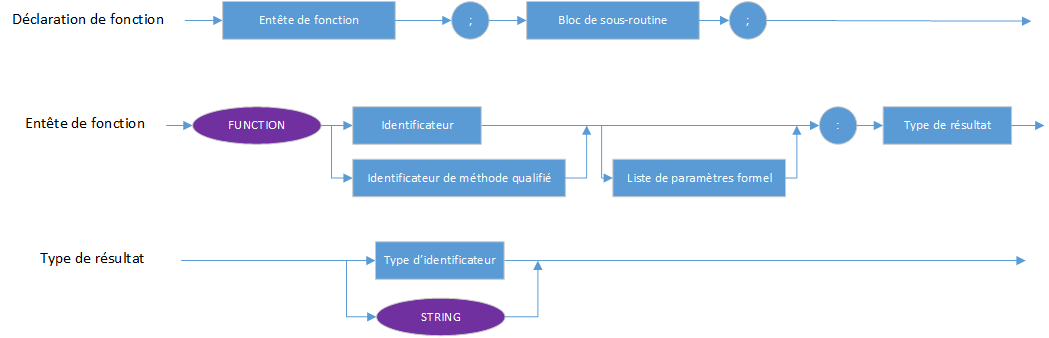 Déclaration de fonction
Entête de fonction
;
Bloc de sous-routine
;
Entête de fonction
FUNCTION
Identificateur
Identificateur de méthode qualifié
Liste de paramètres formel
:
Type de résultat
Type de résultat
Type d'identificateur
STRING